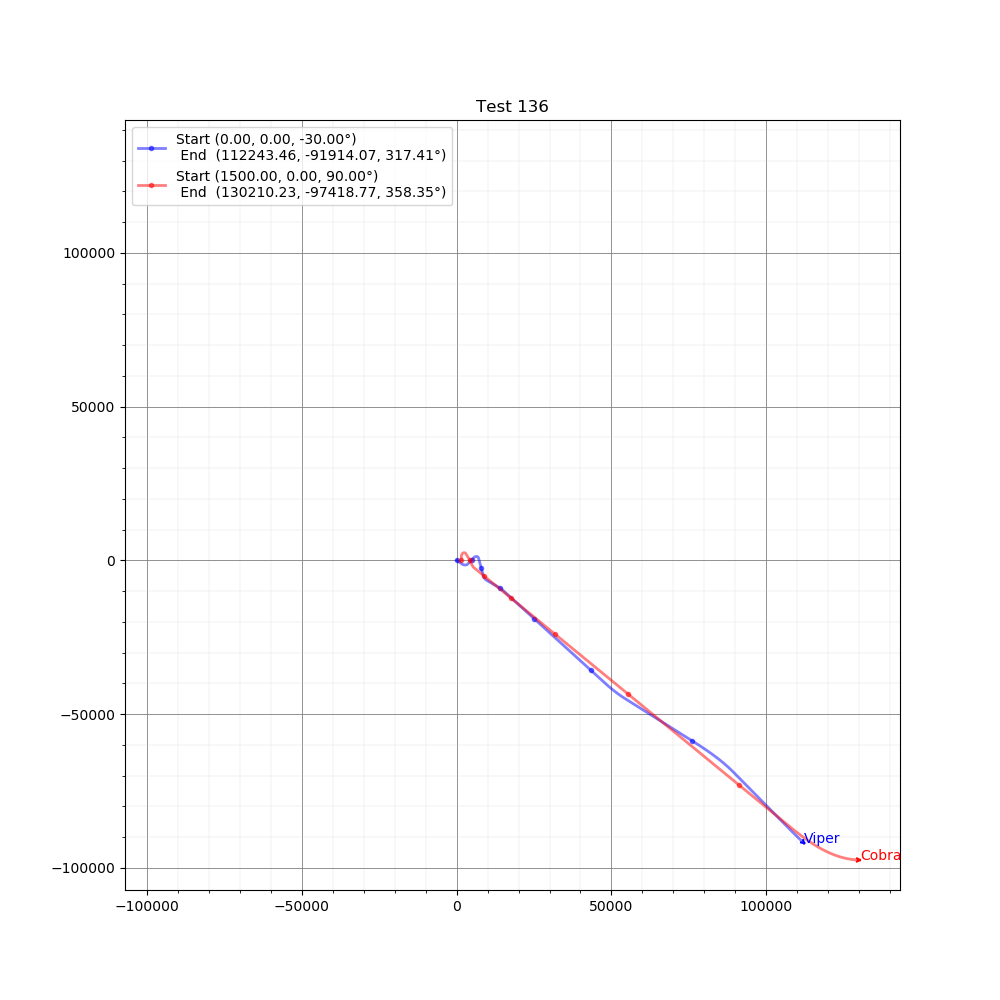 Test 136
Start (0.00, 0.00, -30.00°)
End (112243.46, -91914.07, 317.41°)
Start (1500.00, 0.00, 90.00°)
End (130210.23, -97418.77, 358.35°)
100000
50000
0
−50000
−100000
Viper
Cobra
−100000 −50000 0 50000 100000